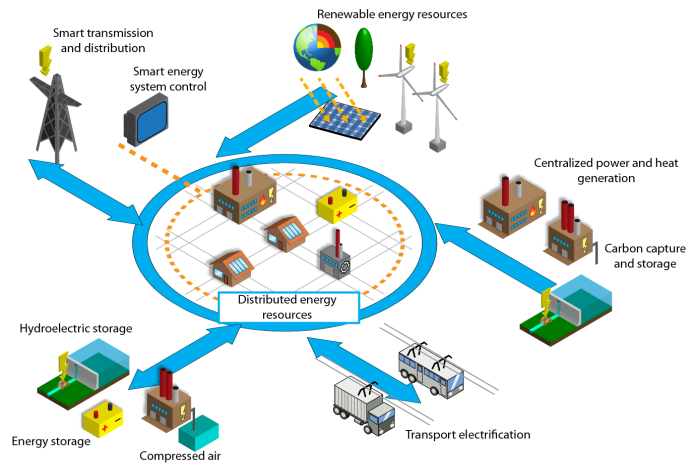 Renewable energy resources
Smart transmission
and distribution
Smart energy
system control
Centralized power and heat
generation
Carbon capture
and storage
Distributed energy
resources
Hydroelectric storage
Energy storage
Compressed air
Transport electrification